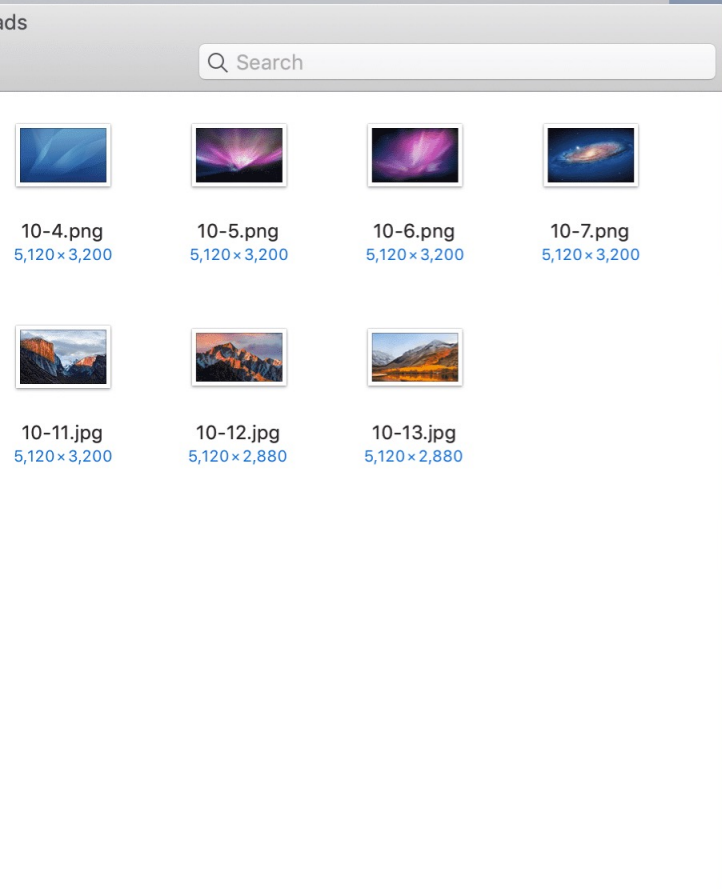 ads
Search
10-4.png 10-5.png 10-6.png 10-7.png
5,120×3,200 5,120×3,200 5,120×3,200 5,120×3,200
10-11.jpg 10-12.jpg 10-13.jpg
5,120×3,200 5,120×2,880 5,120×2,880